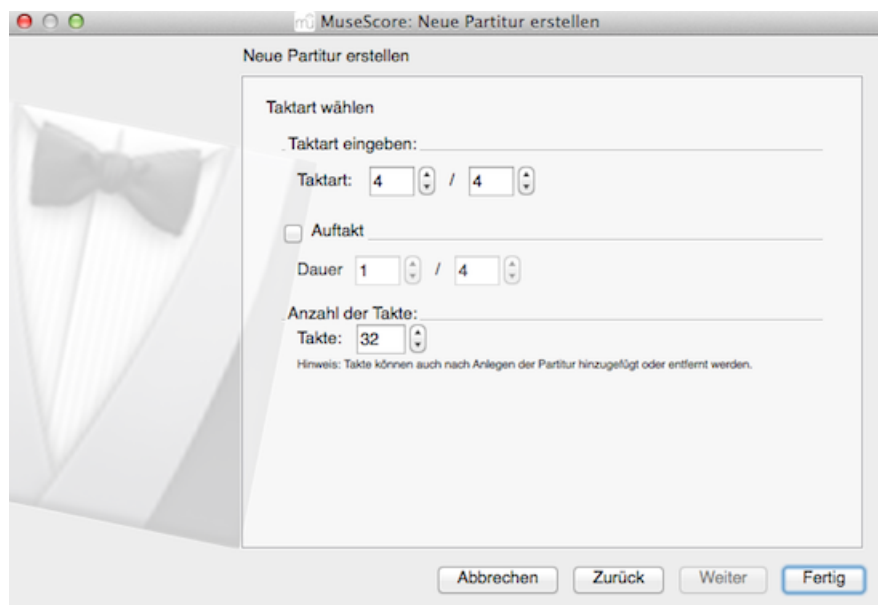 mû MuseScore: Neue Partitur erstellen
Neue Partitur erstellen
Taktart wählen
Taktart eingeben:
Taktart: 4 / 4
Auftakt
Dauer 1 / 4
Anzahl der Takte:
Takte: 32
Hinweis: Takte können auch nach Anlegen der Partitur hinzugefügt oder entfernt werden.
Abbrechen Zurück Weiter Fertig